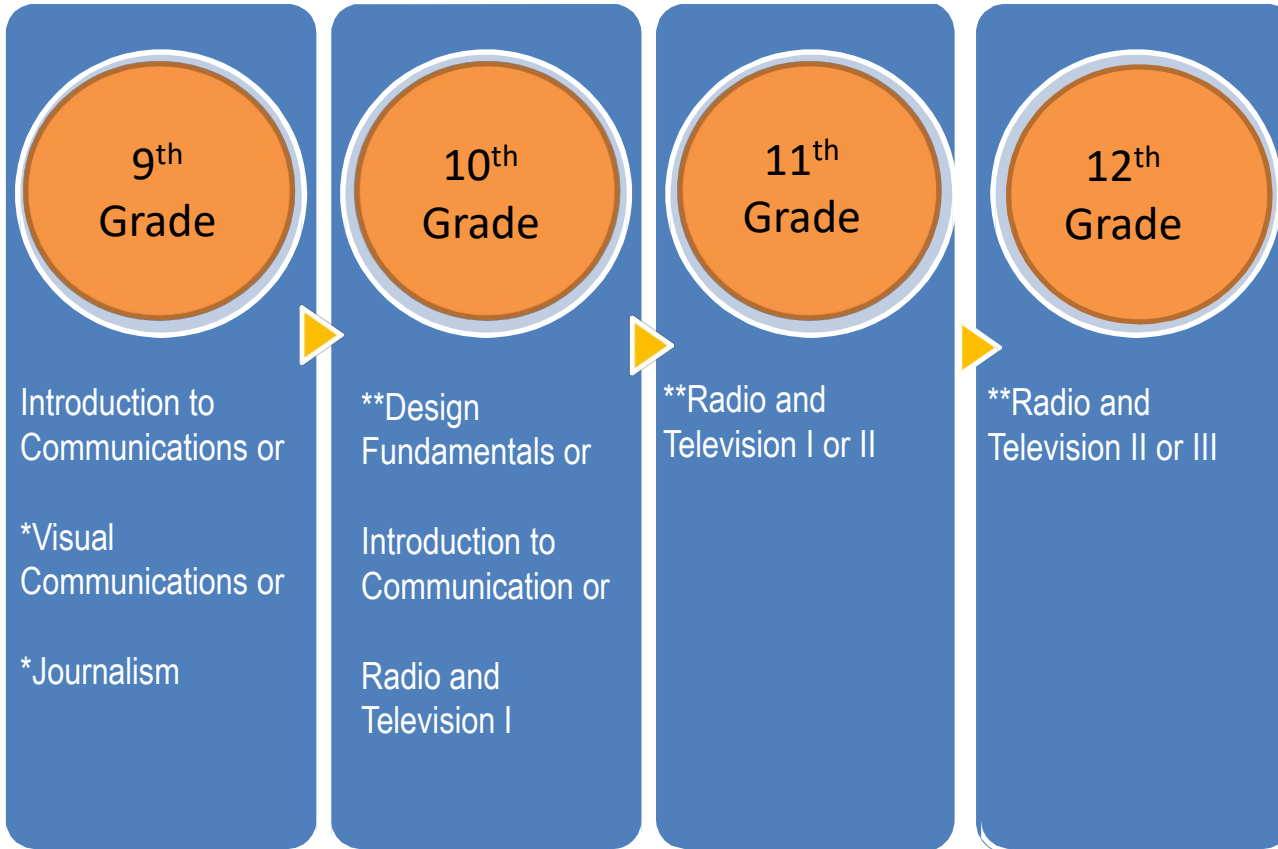 9th
Grade
Introduction to
Communications or
*Visual
Communications or
*Journalism
10th
Grade
**Design
Fundamentals or
Introduction to
Communication or
Radio and
Television I
11th
Grade
**Radio and
Television I or II
12th
Grade
**Radio and
Television II or III